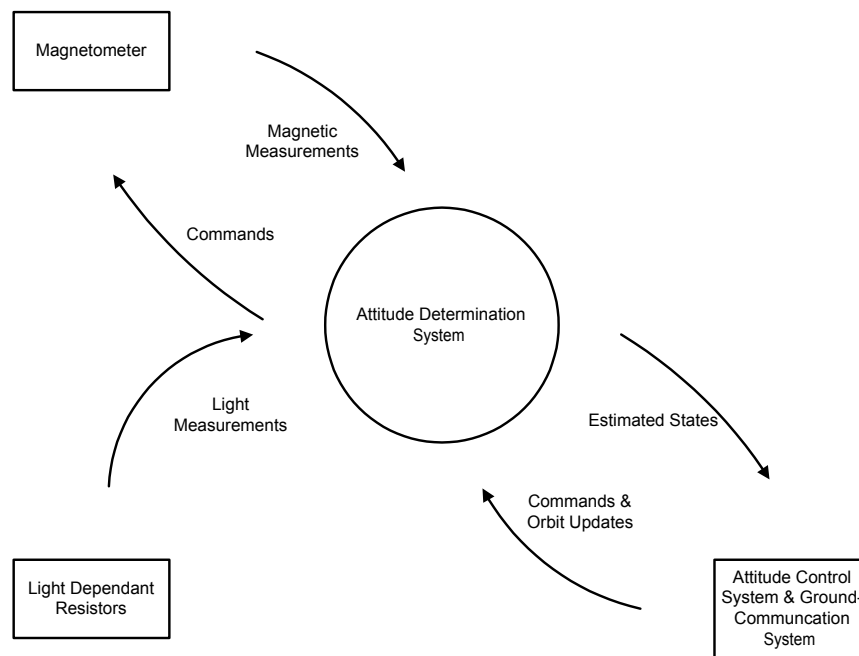 Magnetometer
Magnetic
Measurements
Commands
Attitude Determination
System
Light
Measurements
Estimated States
Commands &
Orbit Updates
Light Dependant
Resistors
Attitude Control
System & Ground-
Communcation
System